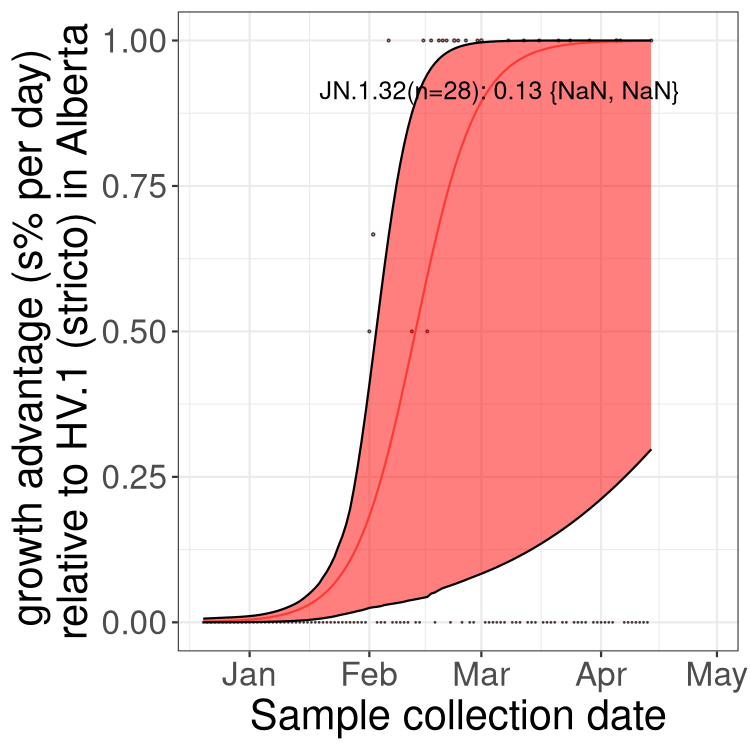 growth advantage (s% per day)
relative to HV.1 (stricto) in Alberta
1.00
0.75
0.50
0.25
0.00
JN.1.32(n=28): 0.13 {NaN, NaN}
Jan Feb Mar Apr May
Sample collection date